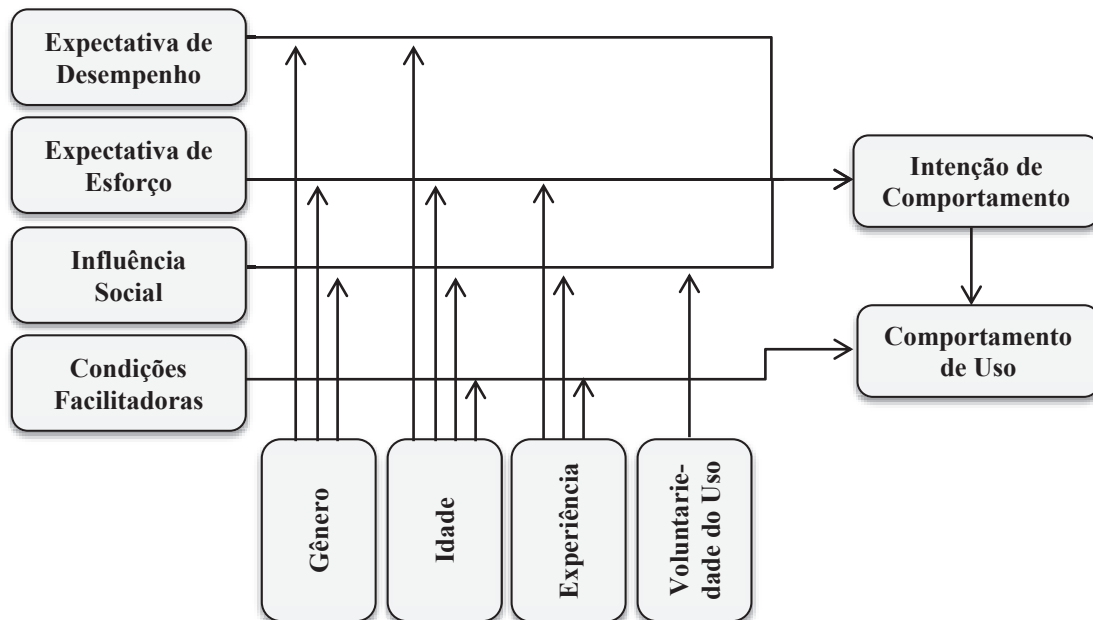 Expectativa de
Desempenho
Expectativa de
Esforço
Influência
Social
Condições
Facilitadoras
Intenção de
Comportamento
Comportamento
de Uso
Gênero
Idade
Experiência
Voluntarie-
dade do Uso